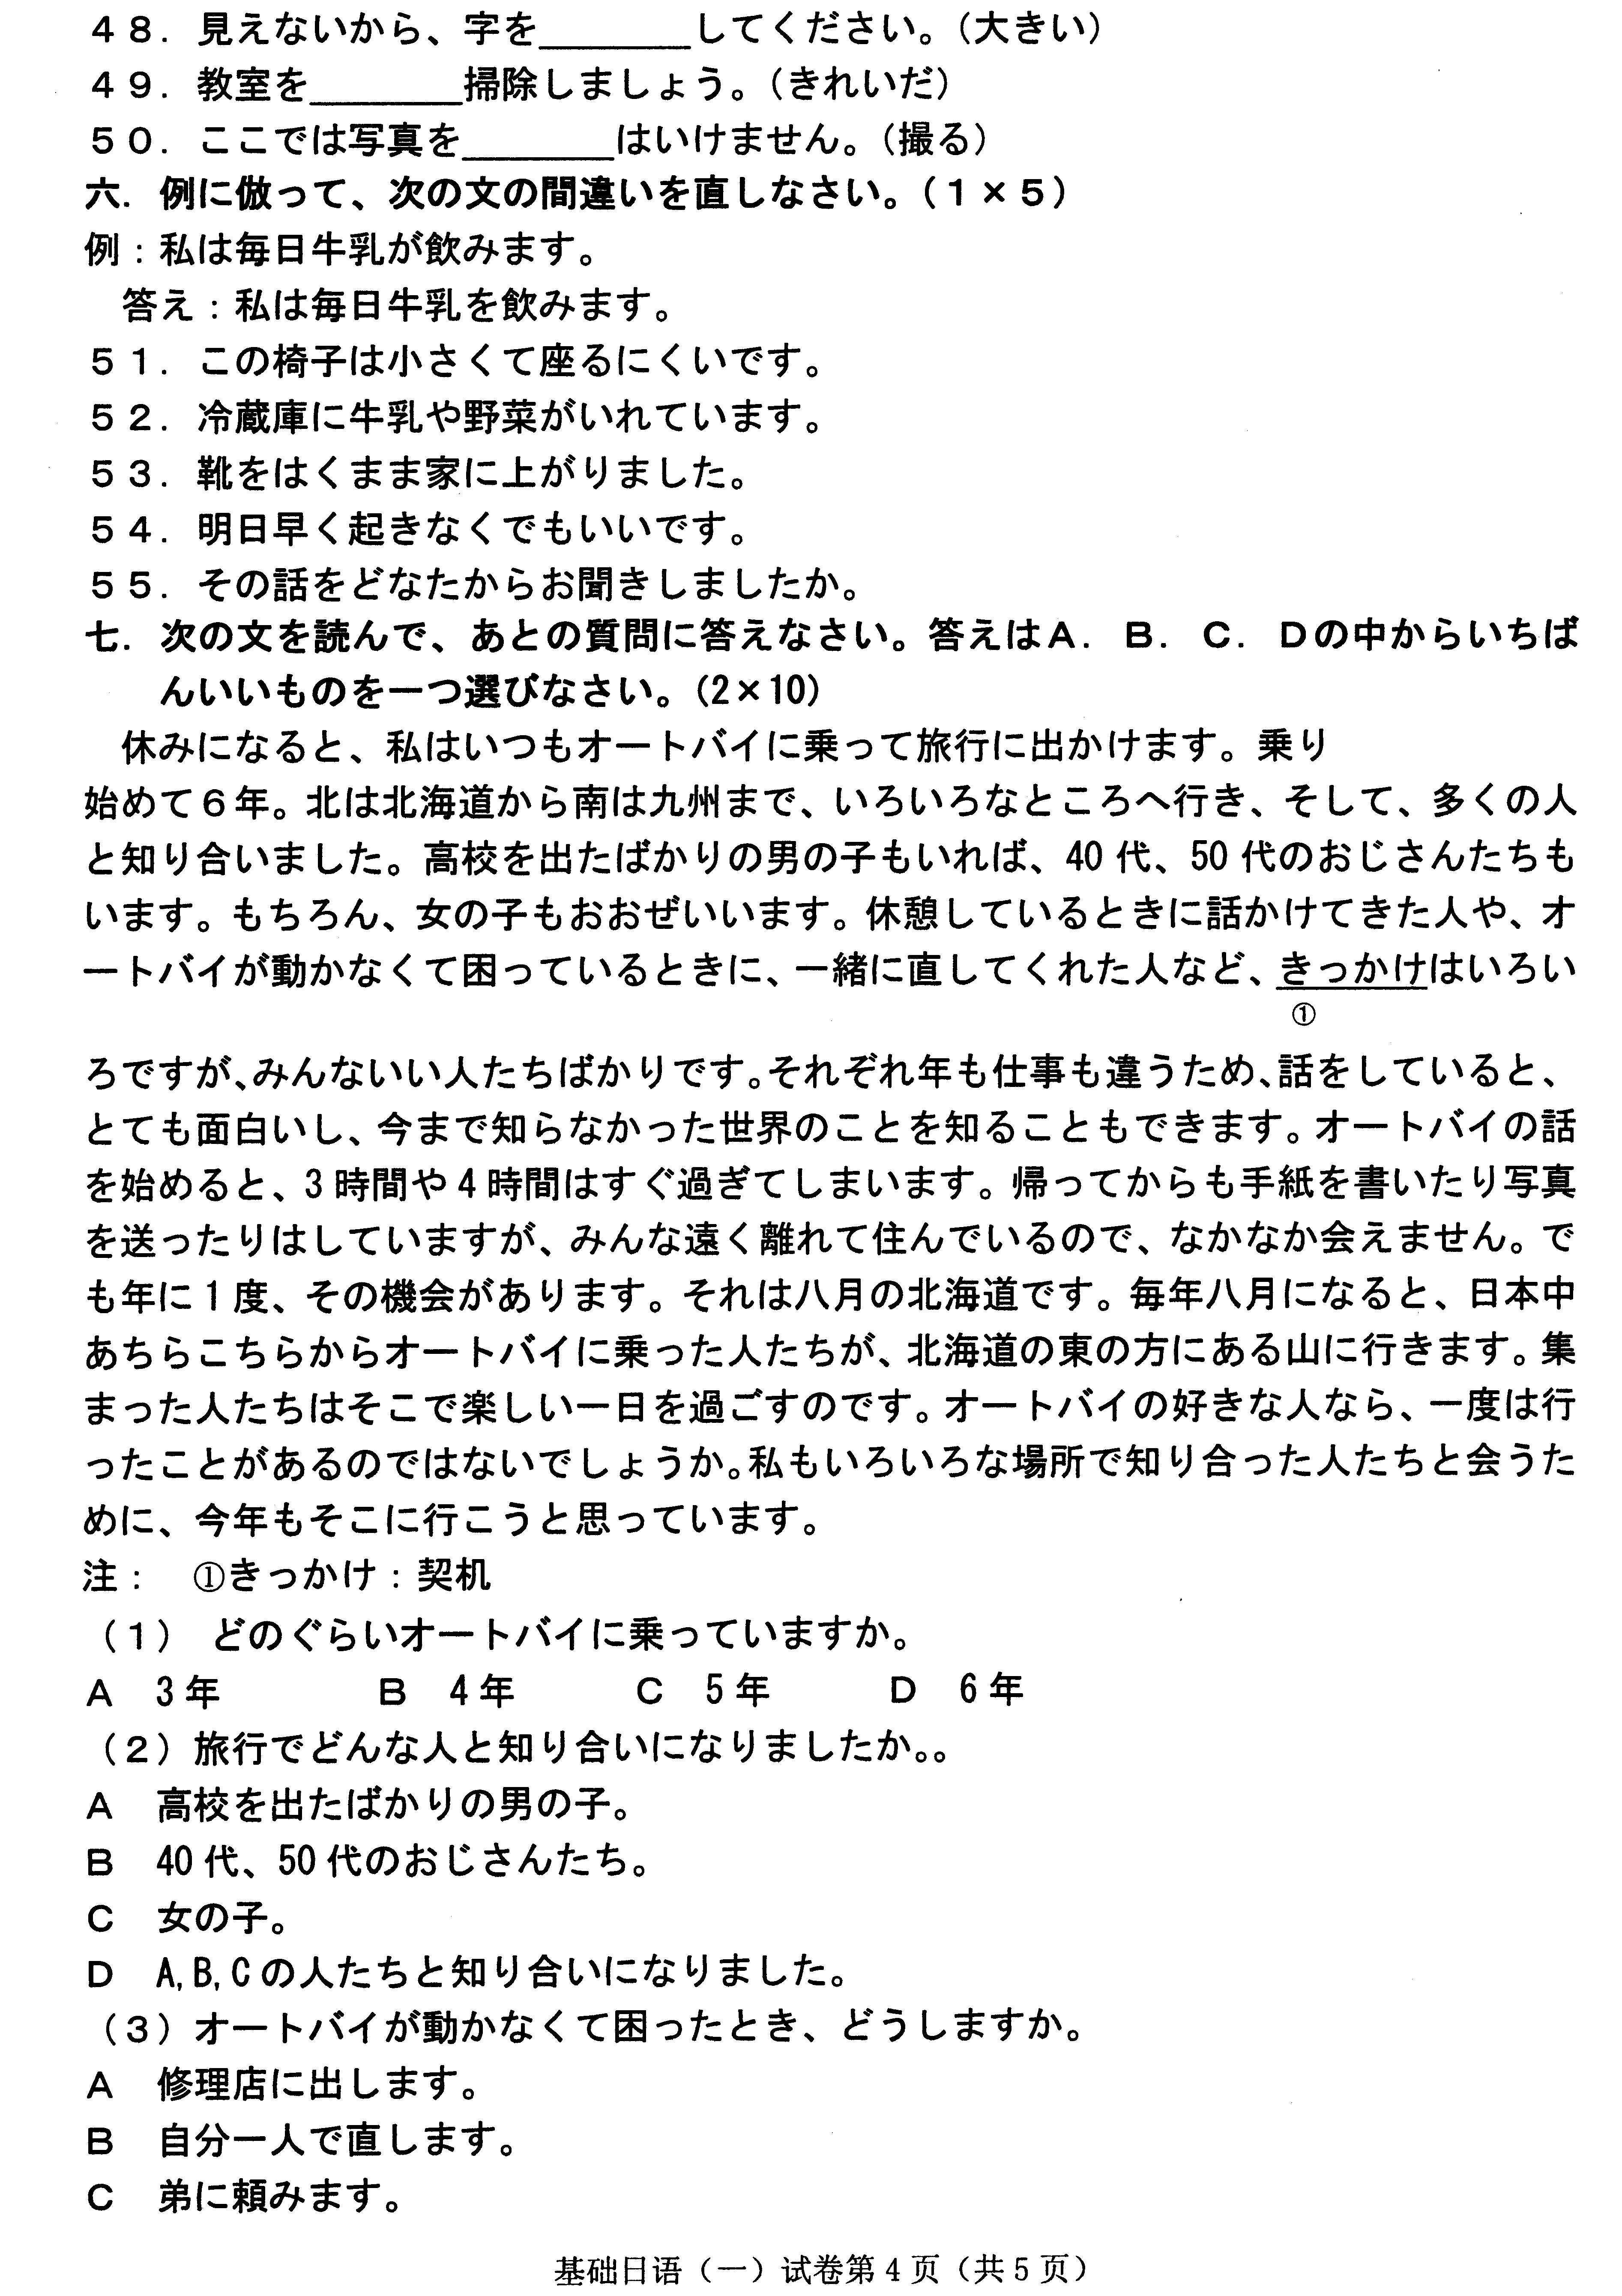 ４８．見えないから、字を________してください。（大きい）
４９．教室を________掃除しましょう。（きれいだ）
５０．ここでは写真を________はいけません。（撮る）
六．例に倣って、次の文の間違いを直しなさい。（１×５）
例：私は毎日牛乳が飲みます。
答え：私は毎日牛乳を飲みます。
５１．この椅子は小さくて座るにくいです。
５２．冷蔵庫に牛乳や野菜がいれています。
５３．靴をはくまま家に上がりました。
５４．明日早く起きなくでもいいです。
５５．その話をどなたからお聞きしましたか。
七．次の文を読んで、あとの質問に答えなさい。答えはＡ．Ｂ．Ｃ．Ｄの中からいちば
んいいものを一つ選びなさい。(2×10)
休みになると、私はいつもオートバイに乗って旅行に出かけます。乗り
始めて６年。北は北海道から南は九州まで、いろいろなところへ行き、そして、多くの人
と知り合いました。高校を出たばかりの男の子もいれば、40代、50代のおじさんたちも
います。もちろん、女の子もおおぜいいます。休憩しているときに話かけてきた人や、オ
ートバイが動かなくて困っているときに、一緒に直してくれた人など、きっかけはいろい
①
ろですが、みんないい人たちばかりです。それぞれ年も仕事も違うため、話をしていると、
とても面白いし、今まで知らなかった世界のことを知ることもできます。オートバイの話
を始めると、3時間や4時間はすぐ過ぎてしまいます。帰ってからも手紙を書いたり写真
を送ったりはしていますが、みんな遠く離れて住んでいるので、なかなか会えません。で
も年に1度、その機会があります。それは八月の北海道です。毎年八月になると、日本中
あちらこちらからオートバイに乗った人たちが、北海道の東の方にある山に行きます。集
まった人たちはそこで楽しい一日を過ごすのです。オートバイの好きな人なら、一度は行
ったことがあるのではないでしょうか。私もいろいろな場所で知り合った人たちと会うた
めに、今年もそこに行こうと思っています。
注：　①きっかけ：契机
（１）　どのぐらいオートバイに乗っていますか。
Ａ　3年　　Ｂ　4年　　Ｃ　5年　　Ｄ　6年
（２）旅行でどんな人と知り合いになりましたか。。
Ａ　高校を出たばかりの男の子。
Ｂ　40代、50代のおじさんたち。
Ｃ　女の子。
Ｄ　A,B,Cの人たちと知り合いになりました。
（３）オートバイが動かなくて困ったとき、どうしますか。
Ａ　修理店に出します。
Ｂ　自分一人で直します。
Ｃ　弟に頼みます。
基础日语（一）试卷第4页（共5页）